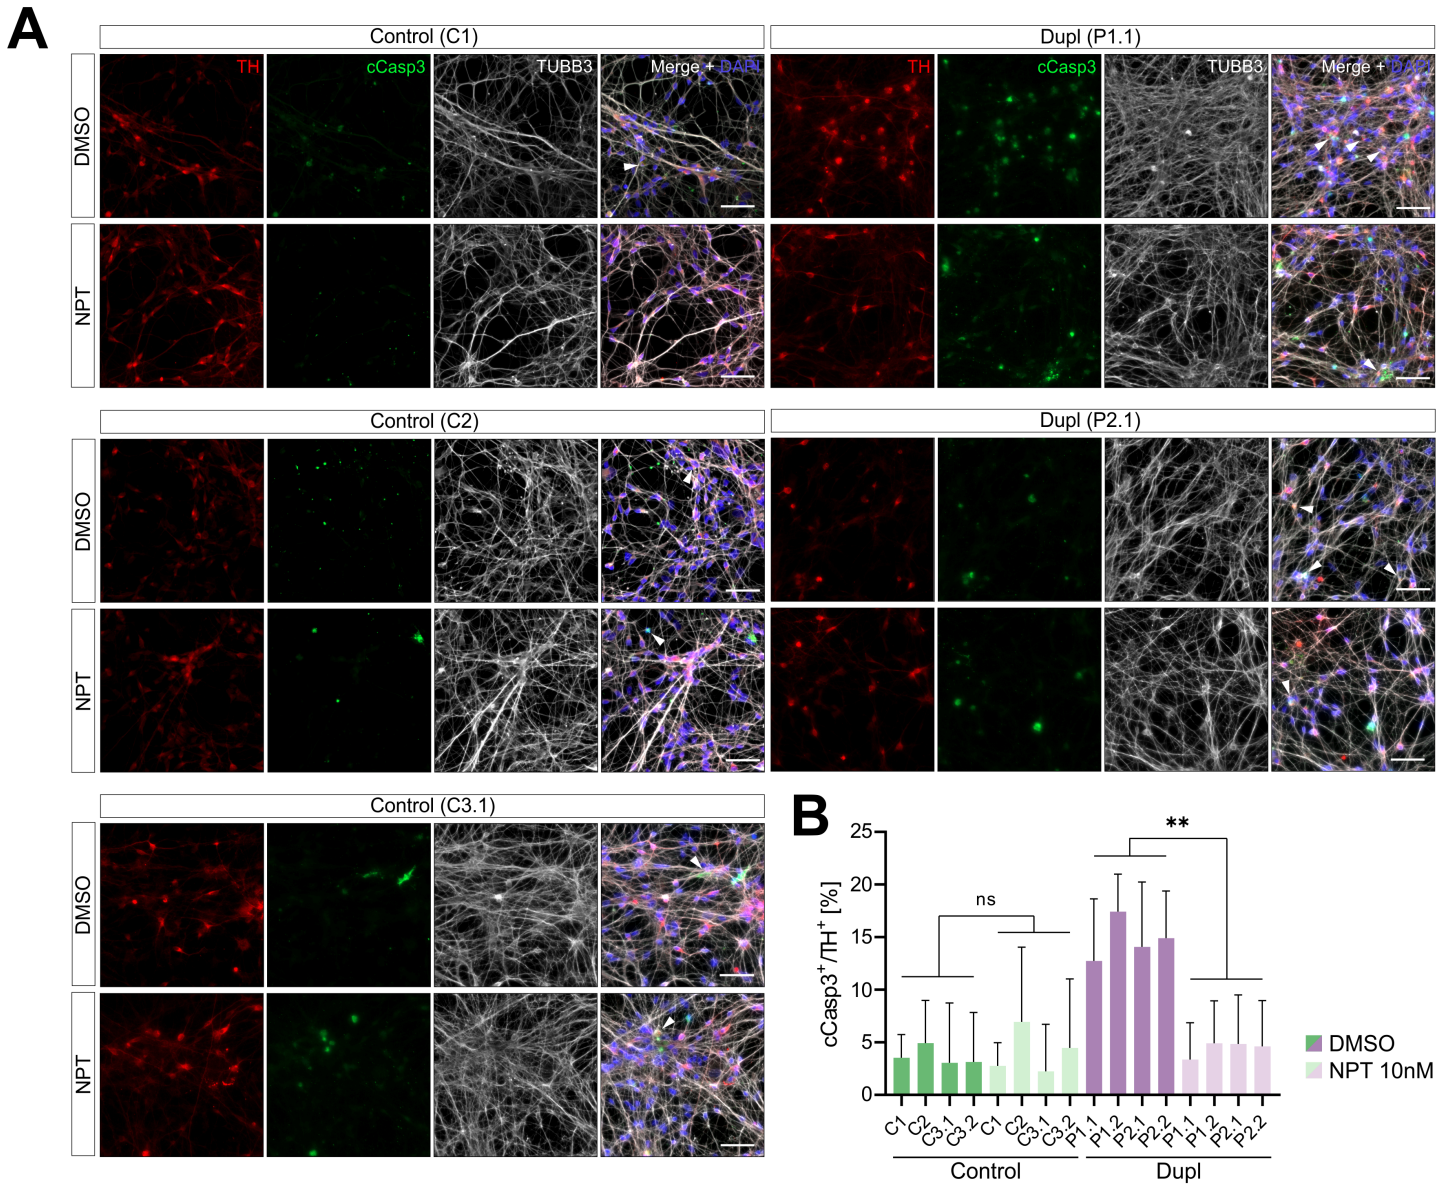 A
Control (C1)
Dupl (P1.1)
DMSO
TH
cCasp3
TUBB3
Merge + DAPI
TH
cCasp3
TUBB3
Merge + DAPI
NPT
Control (C2)
Dupl (P2.1)
DMSO
NPT
Control (C3.1)
DMSO
NPT
B
cCasp3+/TH+ [%]
25
20
15
10
5
0
ns
**
DMSO
NPT 10nM
C1 C2 C3.1 C3.2 C1 C2 C3.1 C3.2 P1.1 P1.2 P2.1 P2.2 P1.1 P1.2 P2.1 P2.2
Control
Dupl